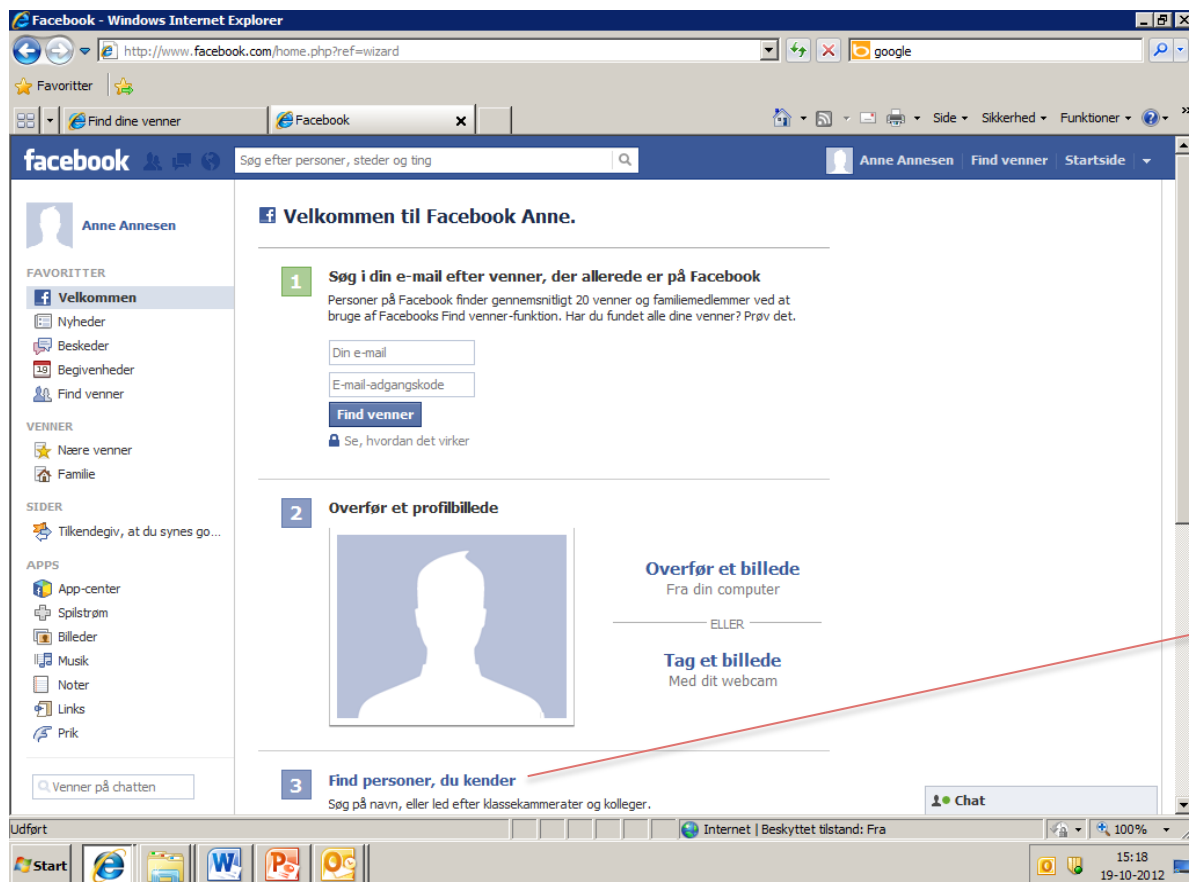 Facebook - Windows Internet Explorer
http://www.facebook.com/home.php?ref=wizard
google
Favoritter
Find dine venner
Facebook
Side
Sikkerhed
Funktioner
facebook
Søg efter personer, steder og ting
Anne Annesen
Find venner
Startside
Anne Annesen
FAVORITTER
Velkommen
Nyheder
Beskeder
19 Begivenheder
Find venner
VENNER
Nære venner
Familie
SIDER
Tilkendegiv, at du synes go...
APPS
App-center
Spilstrøm
Billeder
Musik
Noter
Links
Prik
Venner på chatten
Velkommen til Facebook Anne.
1 Søg i din e-mail efter venner, der allerede er på Facebook
Personer på Facebook finder gennemsnitligt 20 venner og familiemedlemmer ved at
bruge af Facebooks Find venner-funktion. Har du fundet alle dine venner? Prøv det.
Din e-mail
E-mail-adgangskode
Find venner
Se, hvordan det virker
2 Overfør et profilbillede
Overfør et billede
Fra din computer
ELLER
Tag et billede
Med dit webcam
3 Find personer, du kender
Søg på navn, eller led efter klassekammerater og kolleger.
Chat
Udført
Internet | Beskyttet tilstand: Fra
100%
Start
15:18
19-10-2012